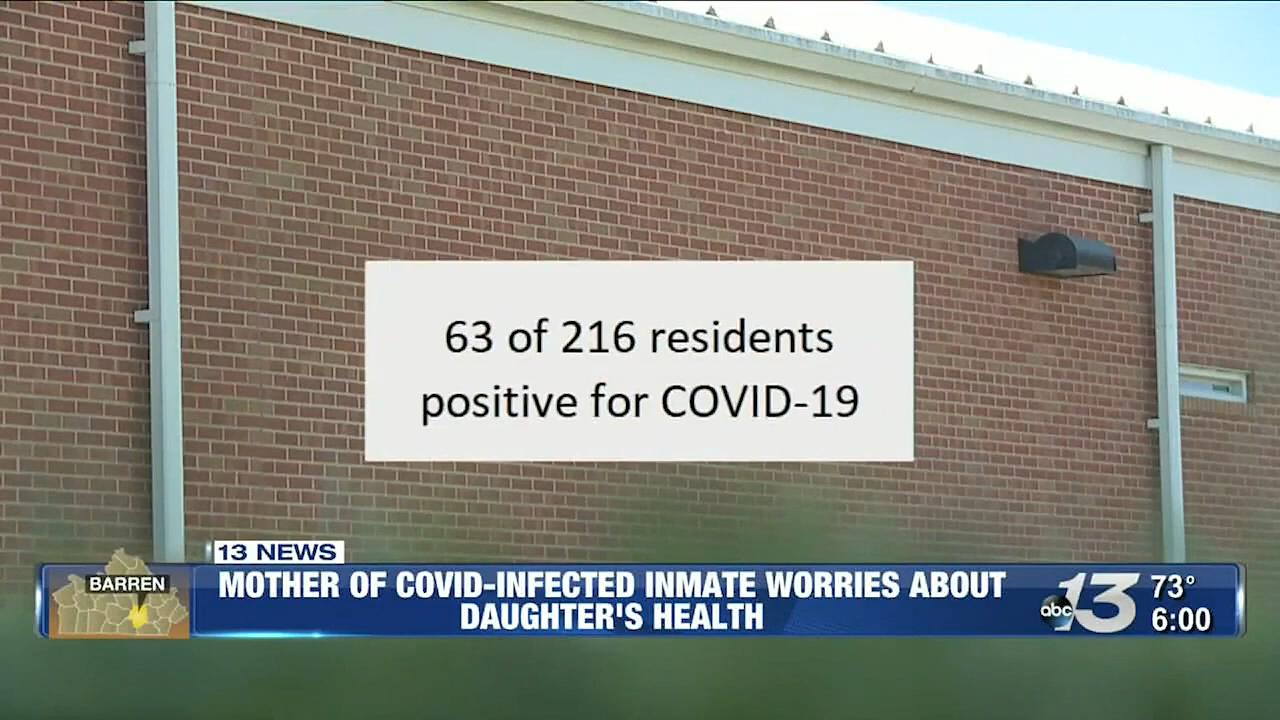 63 of 216 residents
positive for COVID-19
13 NEWS
BARREN
MOTHER OF COVID-INFECTED INMATE WORRIES ABOUT
DAUGHTER'S HEALTH
abc 13
73°
6:00